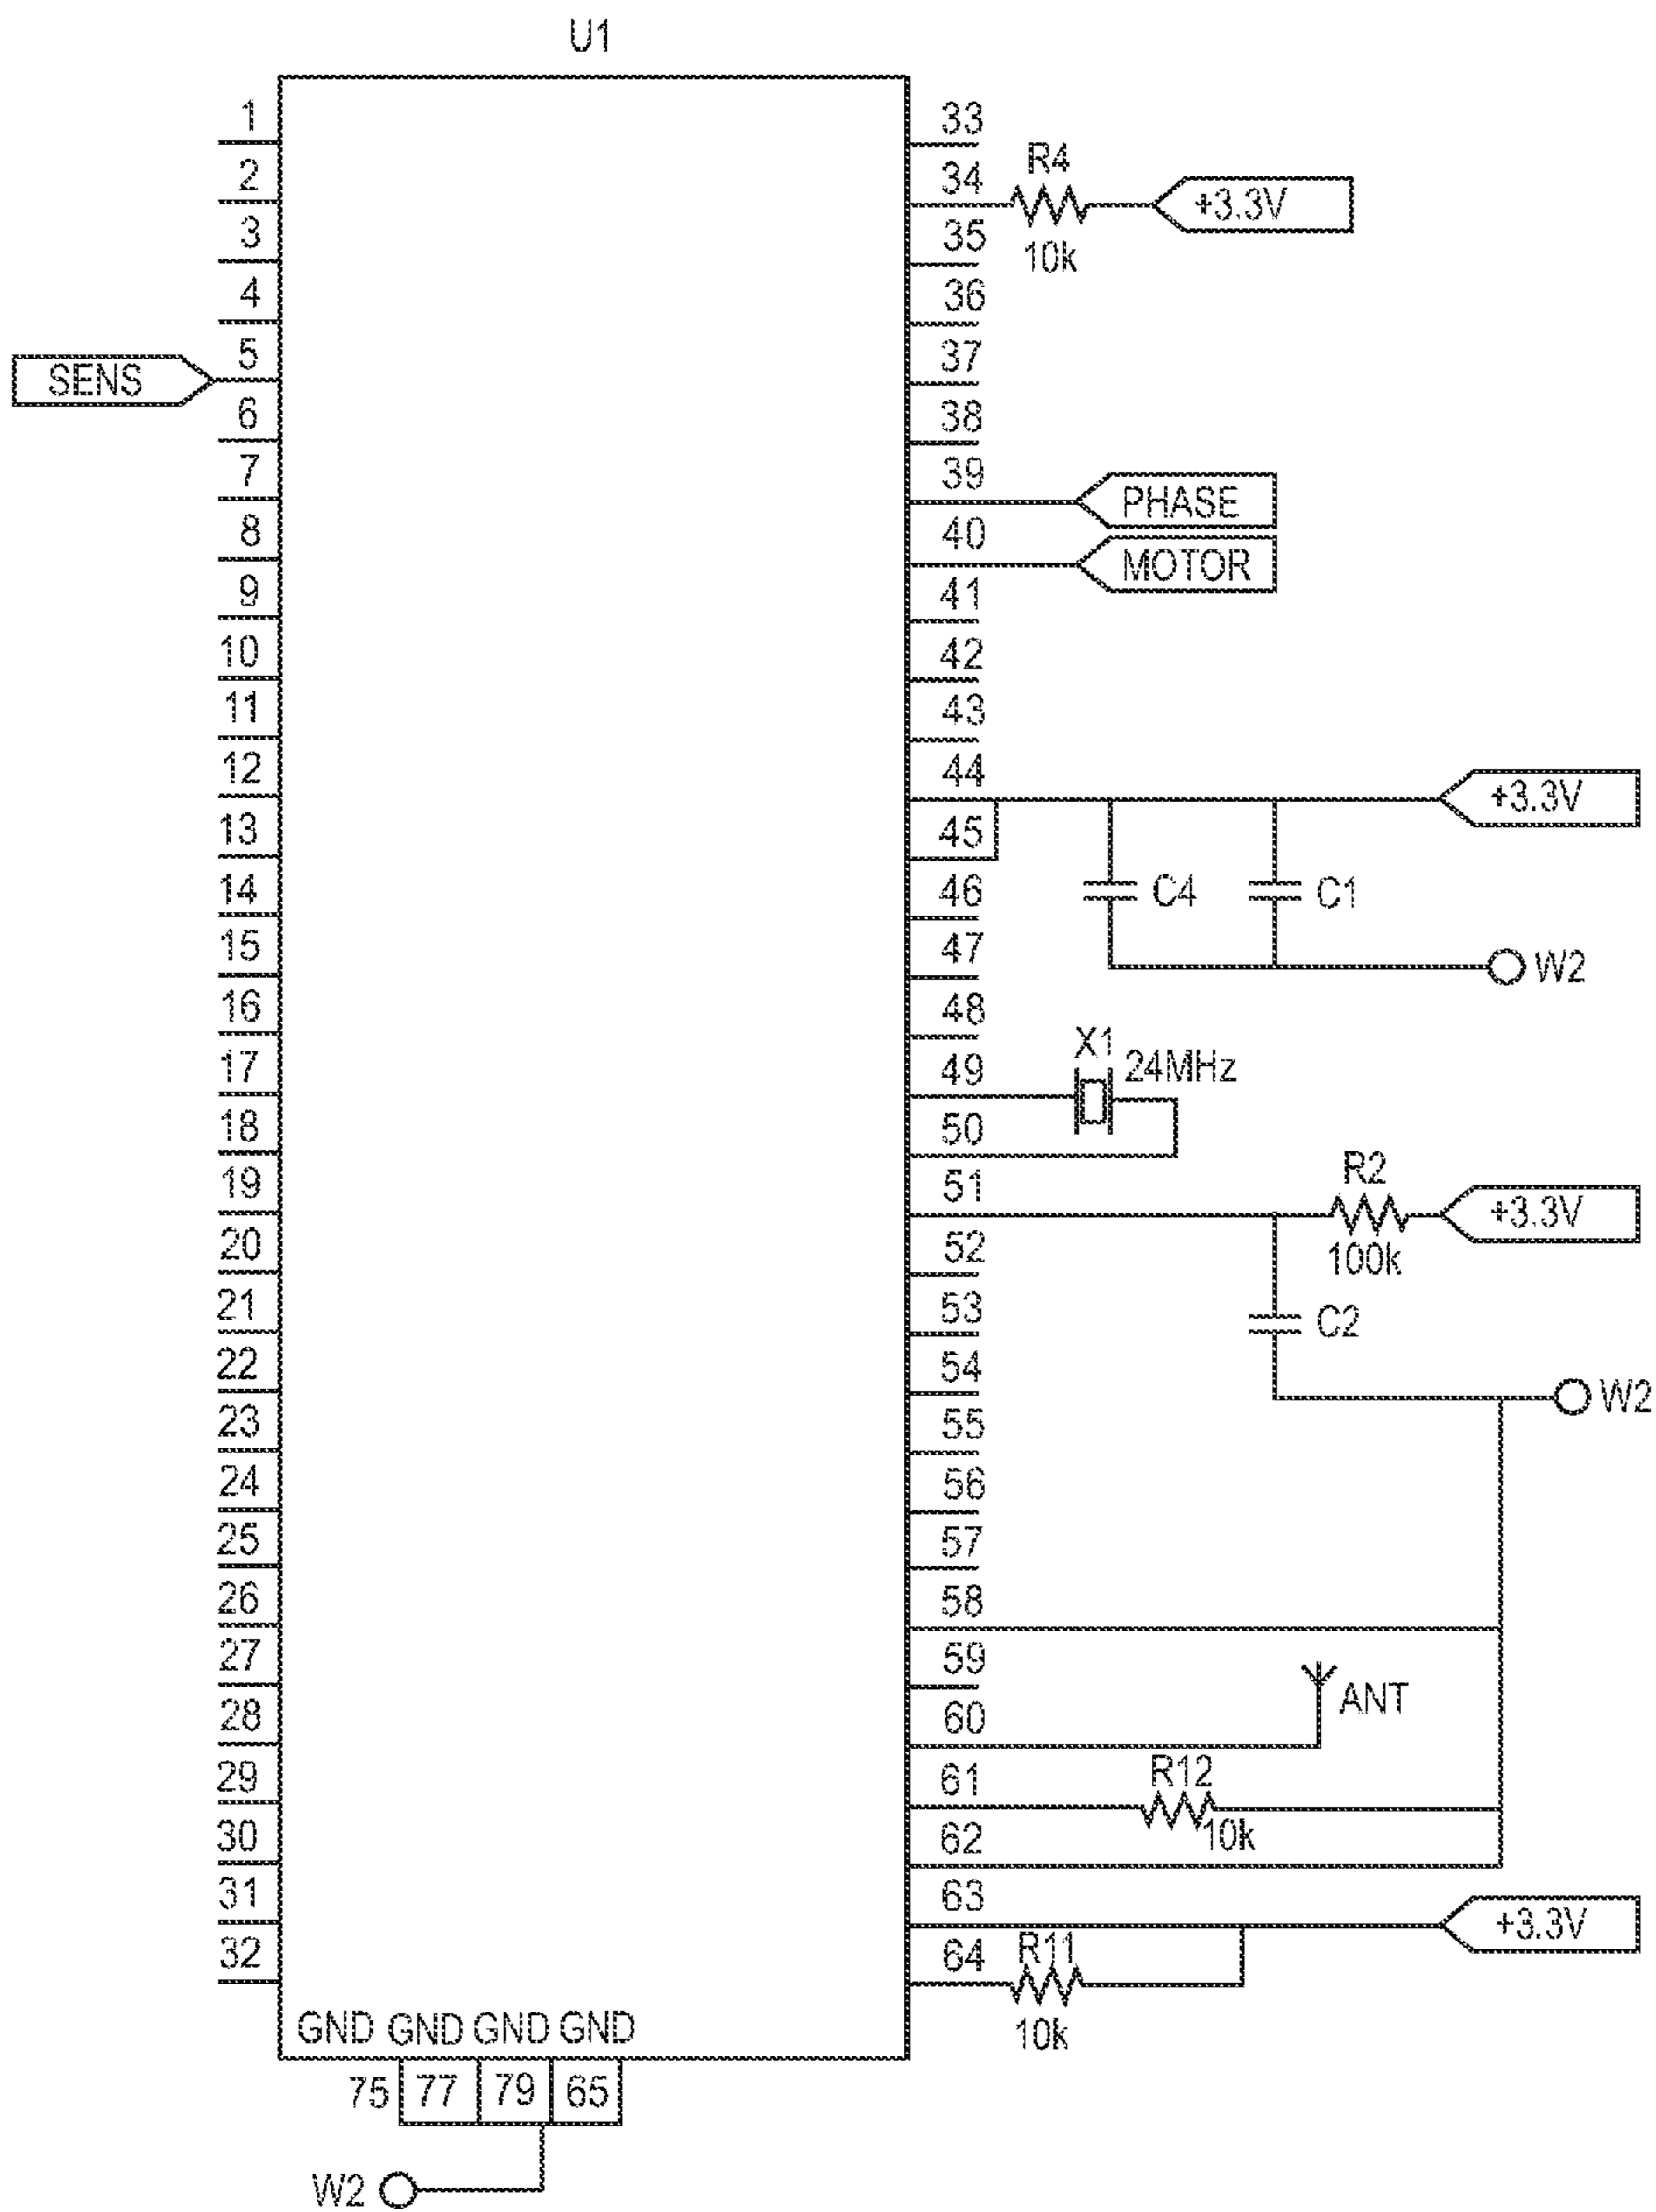 U1
1
2
3
4
5
SENS
6
7
8
9
10
11
12
13
14
15
16
17
18
19
20
21
22
23
24
25
26
27
28
29
30
31
32
33
34
R4
+3.3V
10k
35
36
37
38
39
PHASE
40
MOTOR
41
42
43
44
+3.3V
45
C4
C1
46
47
W2
48
X1
49
24MHz
50
51
R2
+3.3V
100k
52
53
C2
54
W2
55
56
57
58
59
ANT
60
61
R12
10k
62
63
+3.3V
64
R11
10k
GND GND GND GND
75 77 79 65
W2